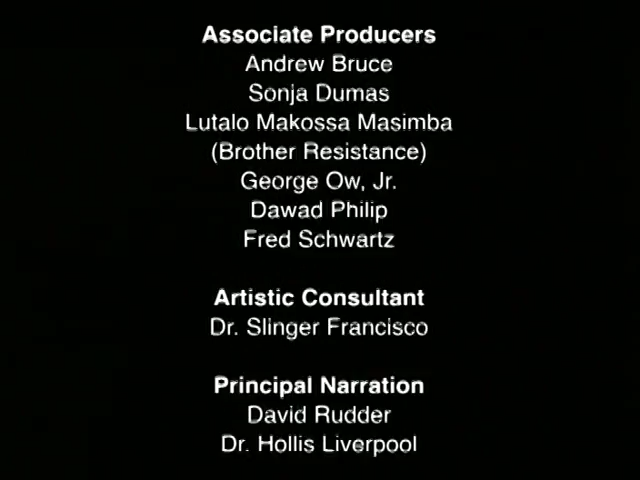 Associate Producers
Andrew Bruce
Sonja Dumas
Lutalo Makossa Masimba
(Brother Resistance)
George Ow, Jr.
Dawad Philip
Fred Schwartz
Artistic Consultant
Dr. Slinger Francisco
Principal Narration
David Rudder
Dr. Hollis Liverpool